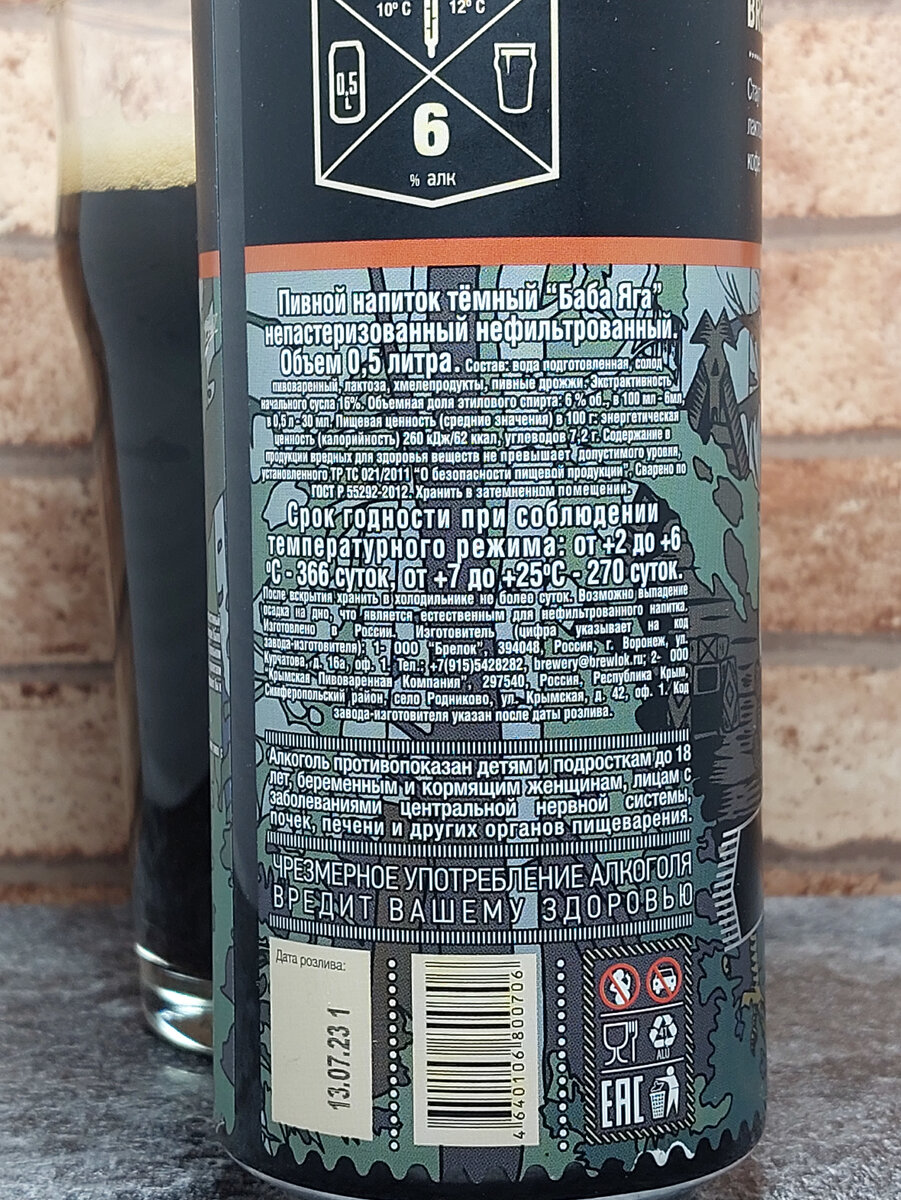 10° C 12° C
0,5 L
6
% алк
Пивной напиток тёмный “Баба Яга”
непастеризованный нефильтрованный.
Объем 0,5 литра. Состав: вода подготовленная, солод
пивоваренный, лактоза, хмелепродукты, пивные дрожжи. Экстрактивность
начального сусла 16%. Объемная доля этилового спирта: 6 % об., в 100 мл - 6мл,
в 0,5 л - 30 мл. Пищевая ценность (средние значения) в 100 г: энергетическая
ценность (калорийность) 260 кДж/62 ккал, углеводов 7,2 г. Содержание в
продукции вредных для здоровья веществ не превышает допустимого уровня,
установленного ТР ТС 021/2011 “О безопасности пищевой продукции”. Сварено по
ГОСТ Р 55292-2012. Хранить в затемненном помещении.
Срок годности при соблюдении
температурного режима: от +2 до +6
°С - 366 суток, от +7 до +25°С - 270 суток.
После вскрытия хранить в холодильнике не более суток. Возможно выпадение
осадка на дно, что является естественным для нефильтрованного напитка.
Изготовлено в России. Изготовитель (цифра указывает на код
завода-изготовителя): 1- ООО “Брелок”, 394048, Россия, г. Воронеж, ул.
Курчатова, д. 16а, оф. 1. Тел.: +7(915)5428282, brewery@brewlok.ru; 2- ООО
“Крымская Пивоваренная Компания”, 297540, Россия, Республика Крым,
Симферопольский район, село Родниково, ул. Крымская, д. 42, оф. 1. Код
завода-изготовителя указан после даты розлива.
Алкоголь противопоказан детям и подросткам до 18
лет, беременным и кормящим женщинам, лицам с
заболеваниями центральной нервной системы,
почек, печени и других органов пищеварения.
ЧРЕЗМЕРНОЕ УПОТРЕБЛЕНИЕ АЛКОГОЛЯ
ВРЕДИТ ВАШЕМУ ЗДОРОВЬЮ
Дата розлива:
13.07.23 1
4 640106 800706
41
ALU
EAC